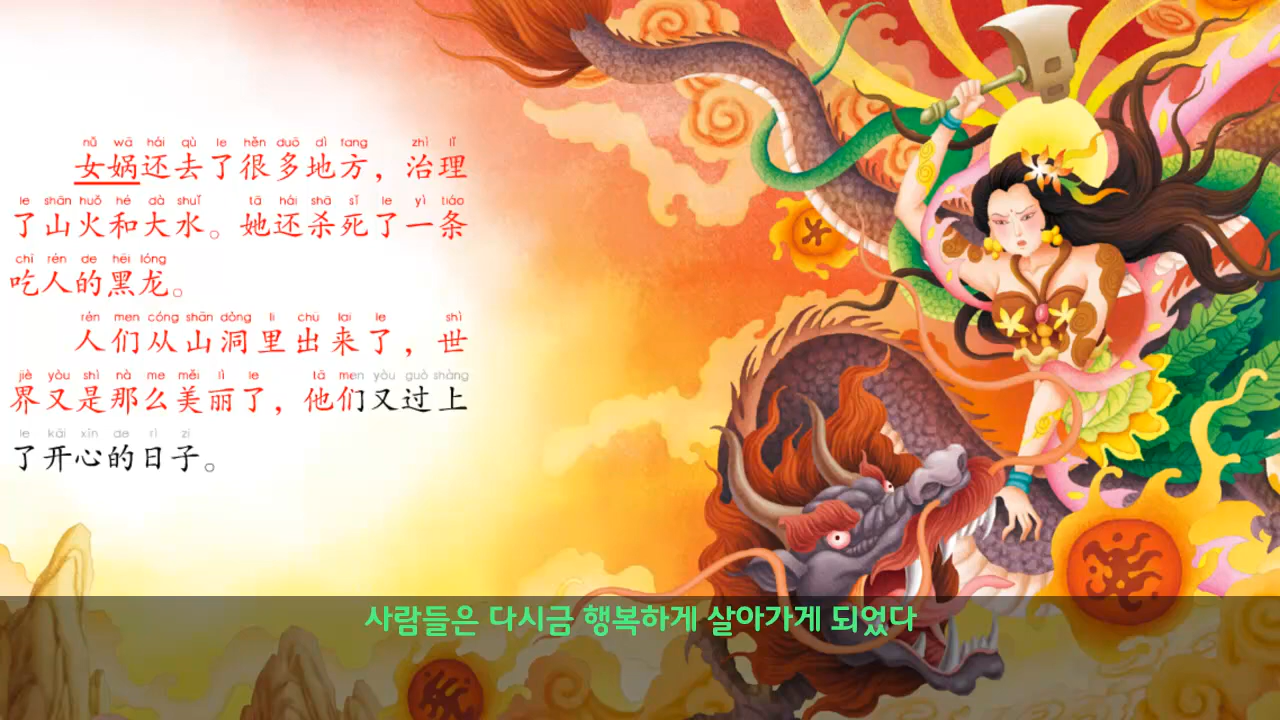 nǚ wā hái qù le hěn duō dì fang zhì lǐ
女娲还去了很多地方，治理
le shān huǒ hé dà shuǐ tā hái shā sǐ le yì tiáo
了山火和大水。她还杀死了一条
chī rén de hēi lóng
吃人的黑龙。
rén men cóng shān dòng li chū lai le shì
人们从山洞里出来了，世
jiè yòu shì nà me měi lì le tā men yòu guò shàng
界又是那么美丽了，他们又过上
le kāi xīn de rì zi
了开心的日子。
사람들은 다시금 행복하게 살아가게 되었다